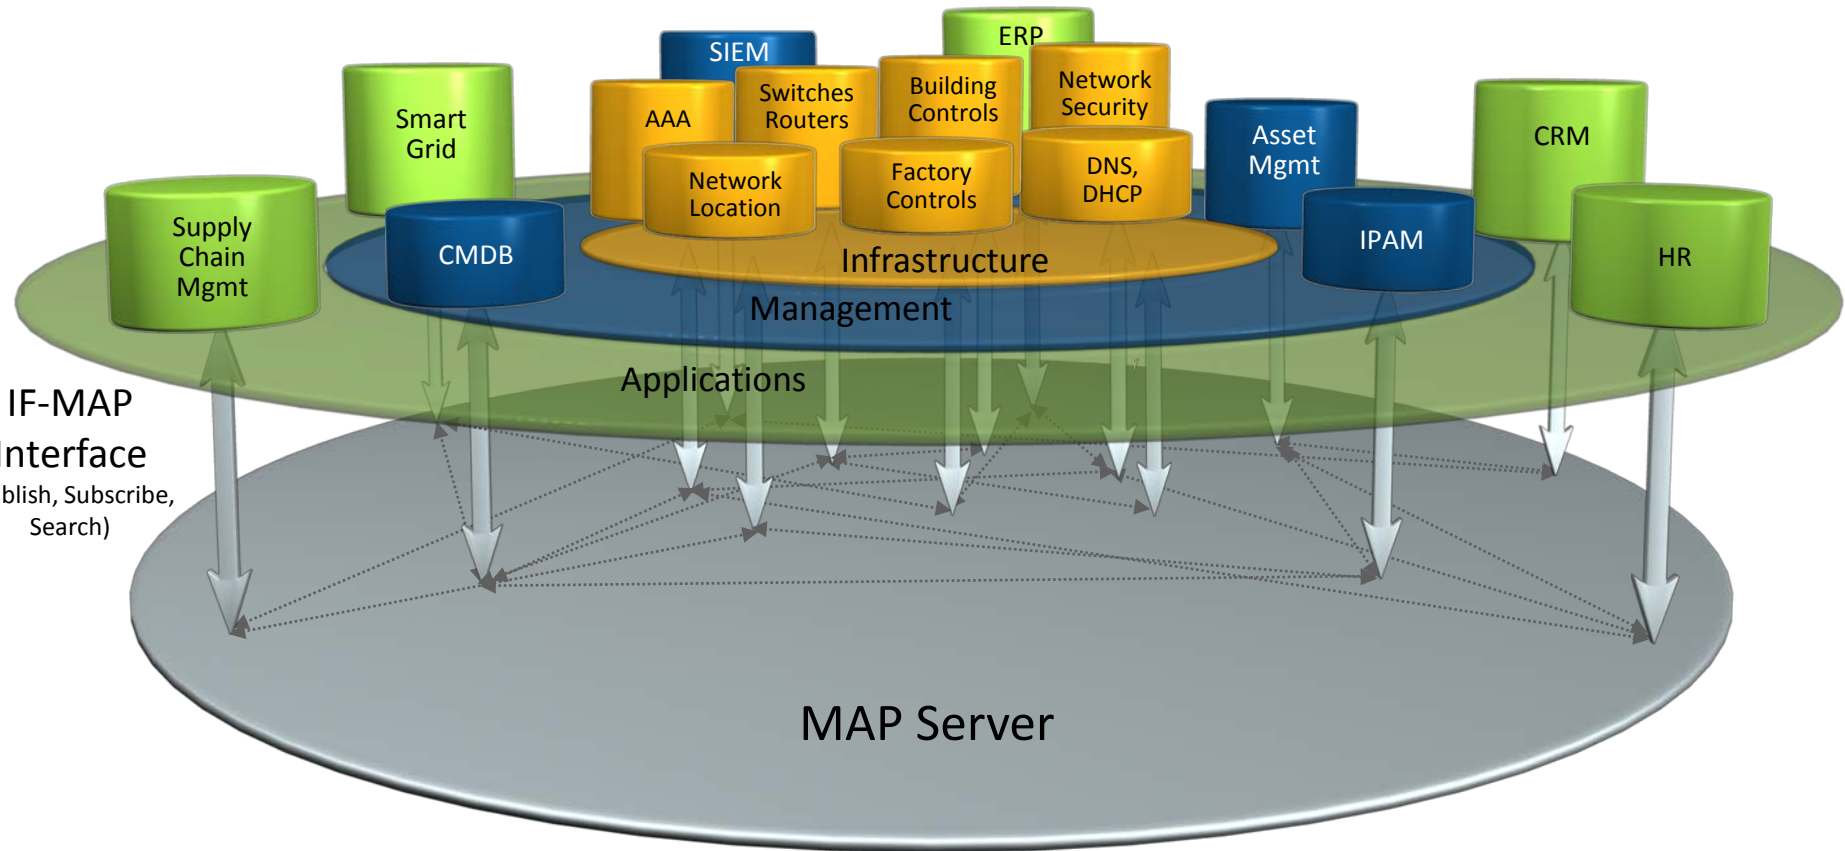 ERP
SIEM
Smart
Grid
AAA
Switches
Routers
Building
Controls
Network
Security
Asset
Mgmt
CRM
Supply
Chain
Mgmt
CMDB
Network
Location
Factory
Controls
DNS,
DHCP
IPAM
HR
Infrastructure
Management
Applications
IF-MAP
Interface
blish, Subscribe,
Search)
MAP Server